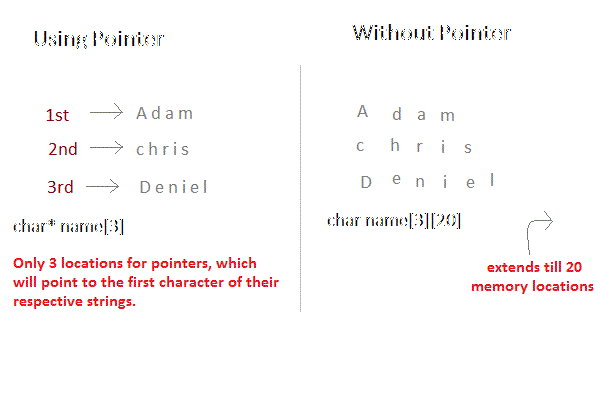 Using Pointer
1st A d a m
2nd c h r i s
3rd D e n i e l
char* name[3]
Only 3 locations for pointers, which
will point to the first character of their
respective strings.
Without Pointer
A d a m
c h r i s
D e n i e l
char name[3][20]
extends till 20
memory locations